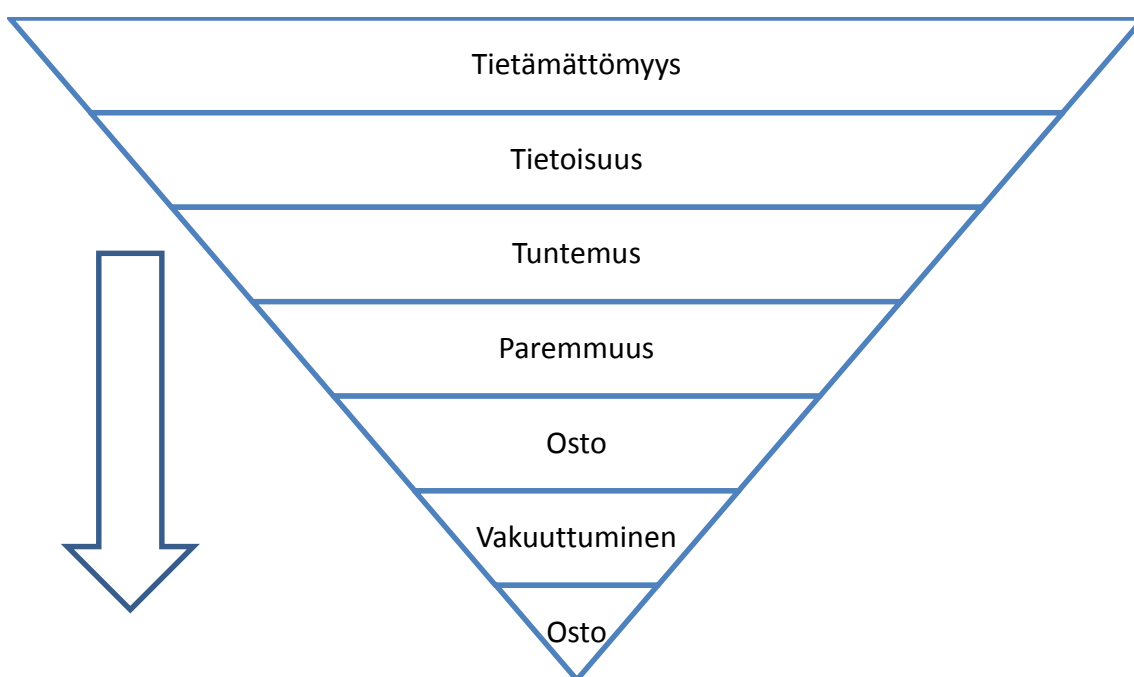 Tietämättömyys
Tietoisuus
Tuntemus
Paremmuus
Osto
Vakuuttuminen
Osto